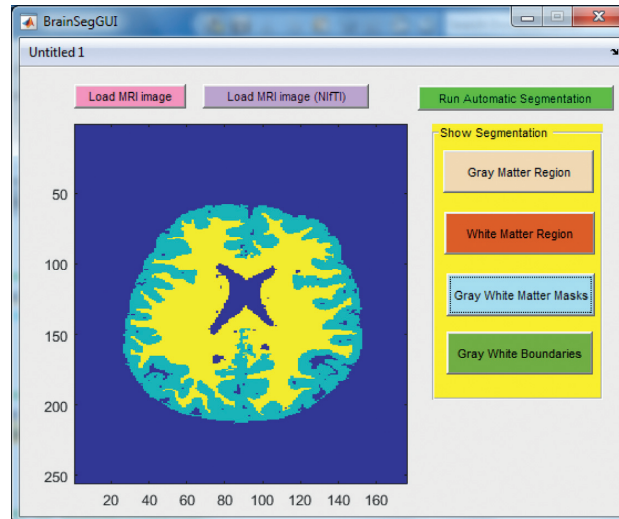 BrainSegGUI
Untitled 1
Load MRI image
Load MRI image (NIfTI)
Run Automatic Segmentation
Show Segmentation
Gray Matter Region
White Matter Region
Gray White Matter Masks
Gray White Boundaries
50
100
150
200
250
20 40 60 80 100 120 140 160